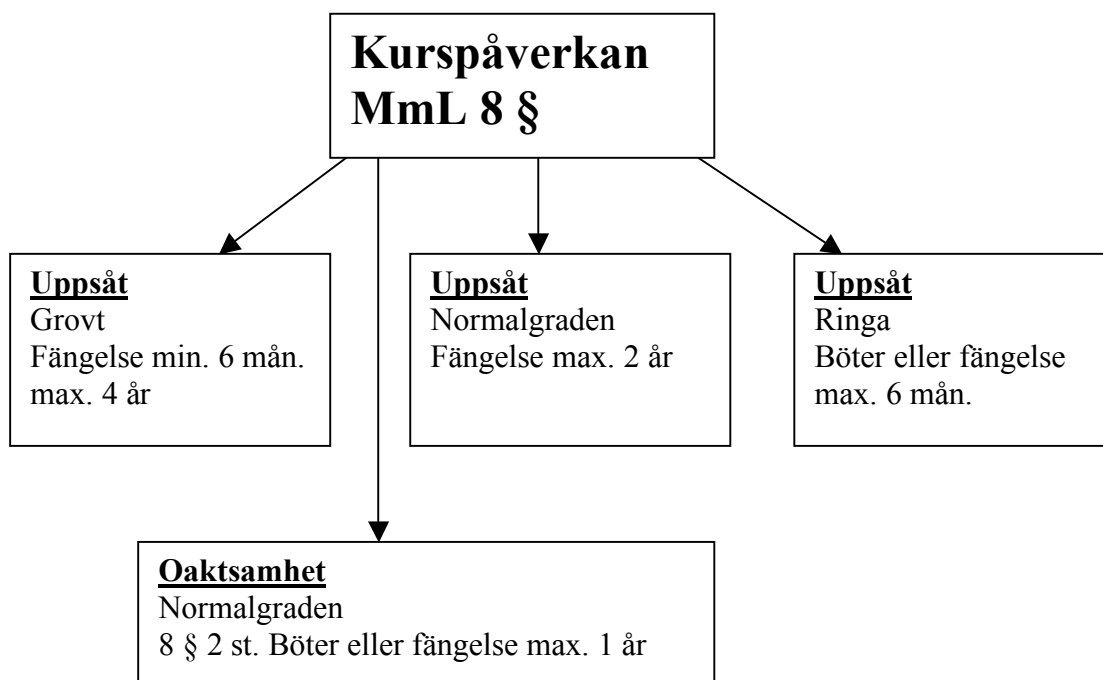 Kurspåverkan
MmL 8 §
Uppsåt
Grovt
Fängelse min. 6 mån.
max. 4 år
Uppsåt
Normalgraden
Fängelse max. 2 år
Uppsåt
Ringa
Böter eller fängelse
max. 6 mån.
Oaktsamhet
Normalgraden
8 § 2 st. Böter eller fängelse max. 1 år